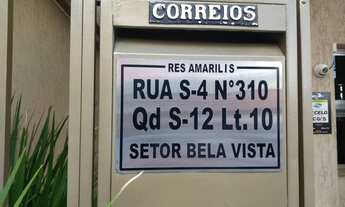 CORREIOS
RES AMARILIS
RUA S-4 N°310
Qd S-12 Lt.10
SETOR BELA VISTA